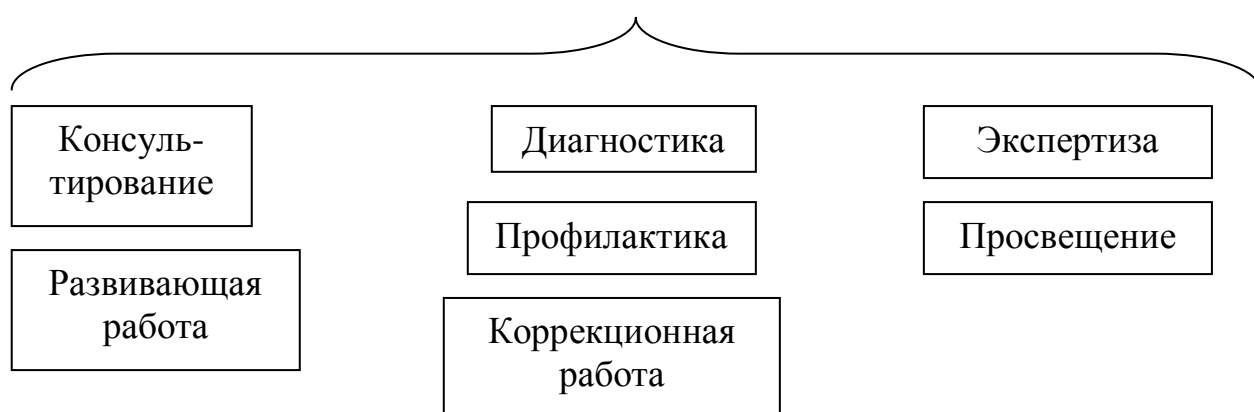 Консуль-
тирование
Диагностика
Экспертиза
Профилактика
Просвещение
Развивающая
работа
Коррекционная
работа